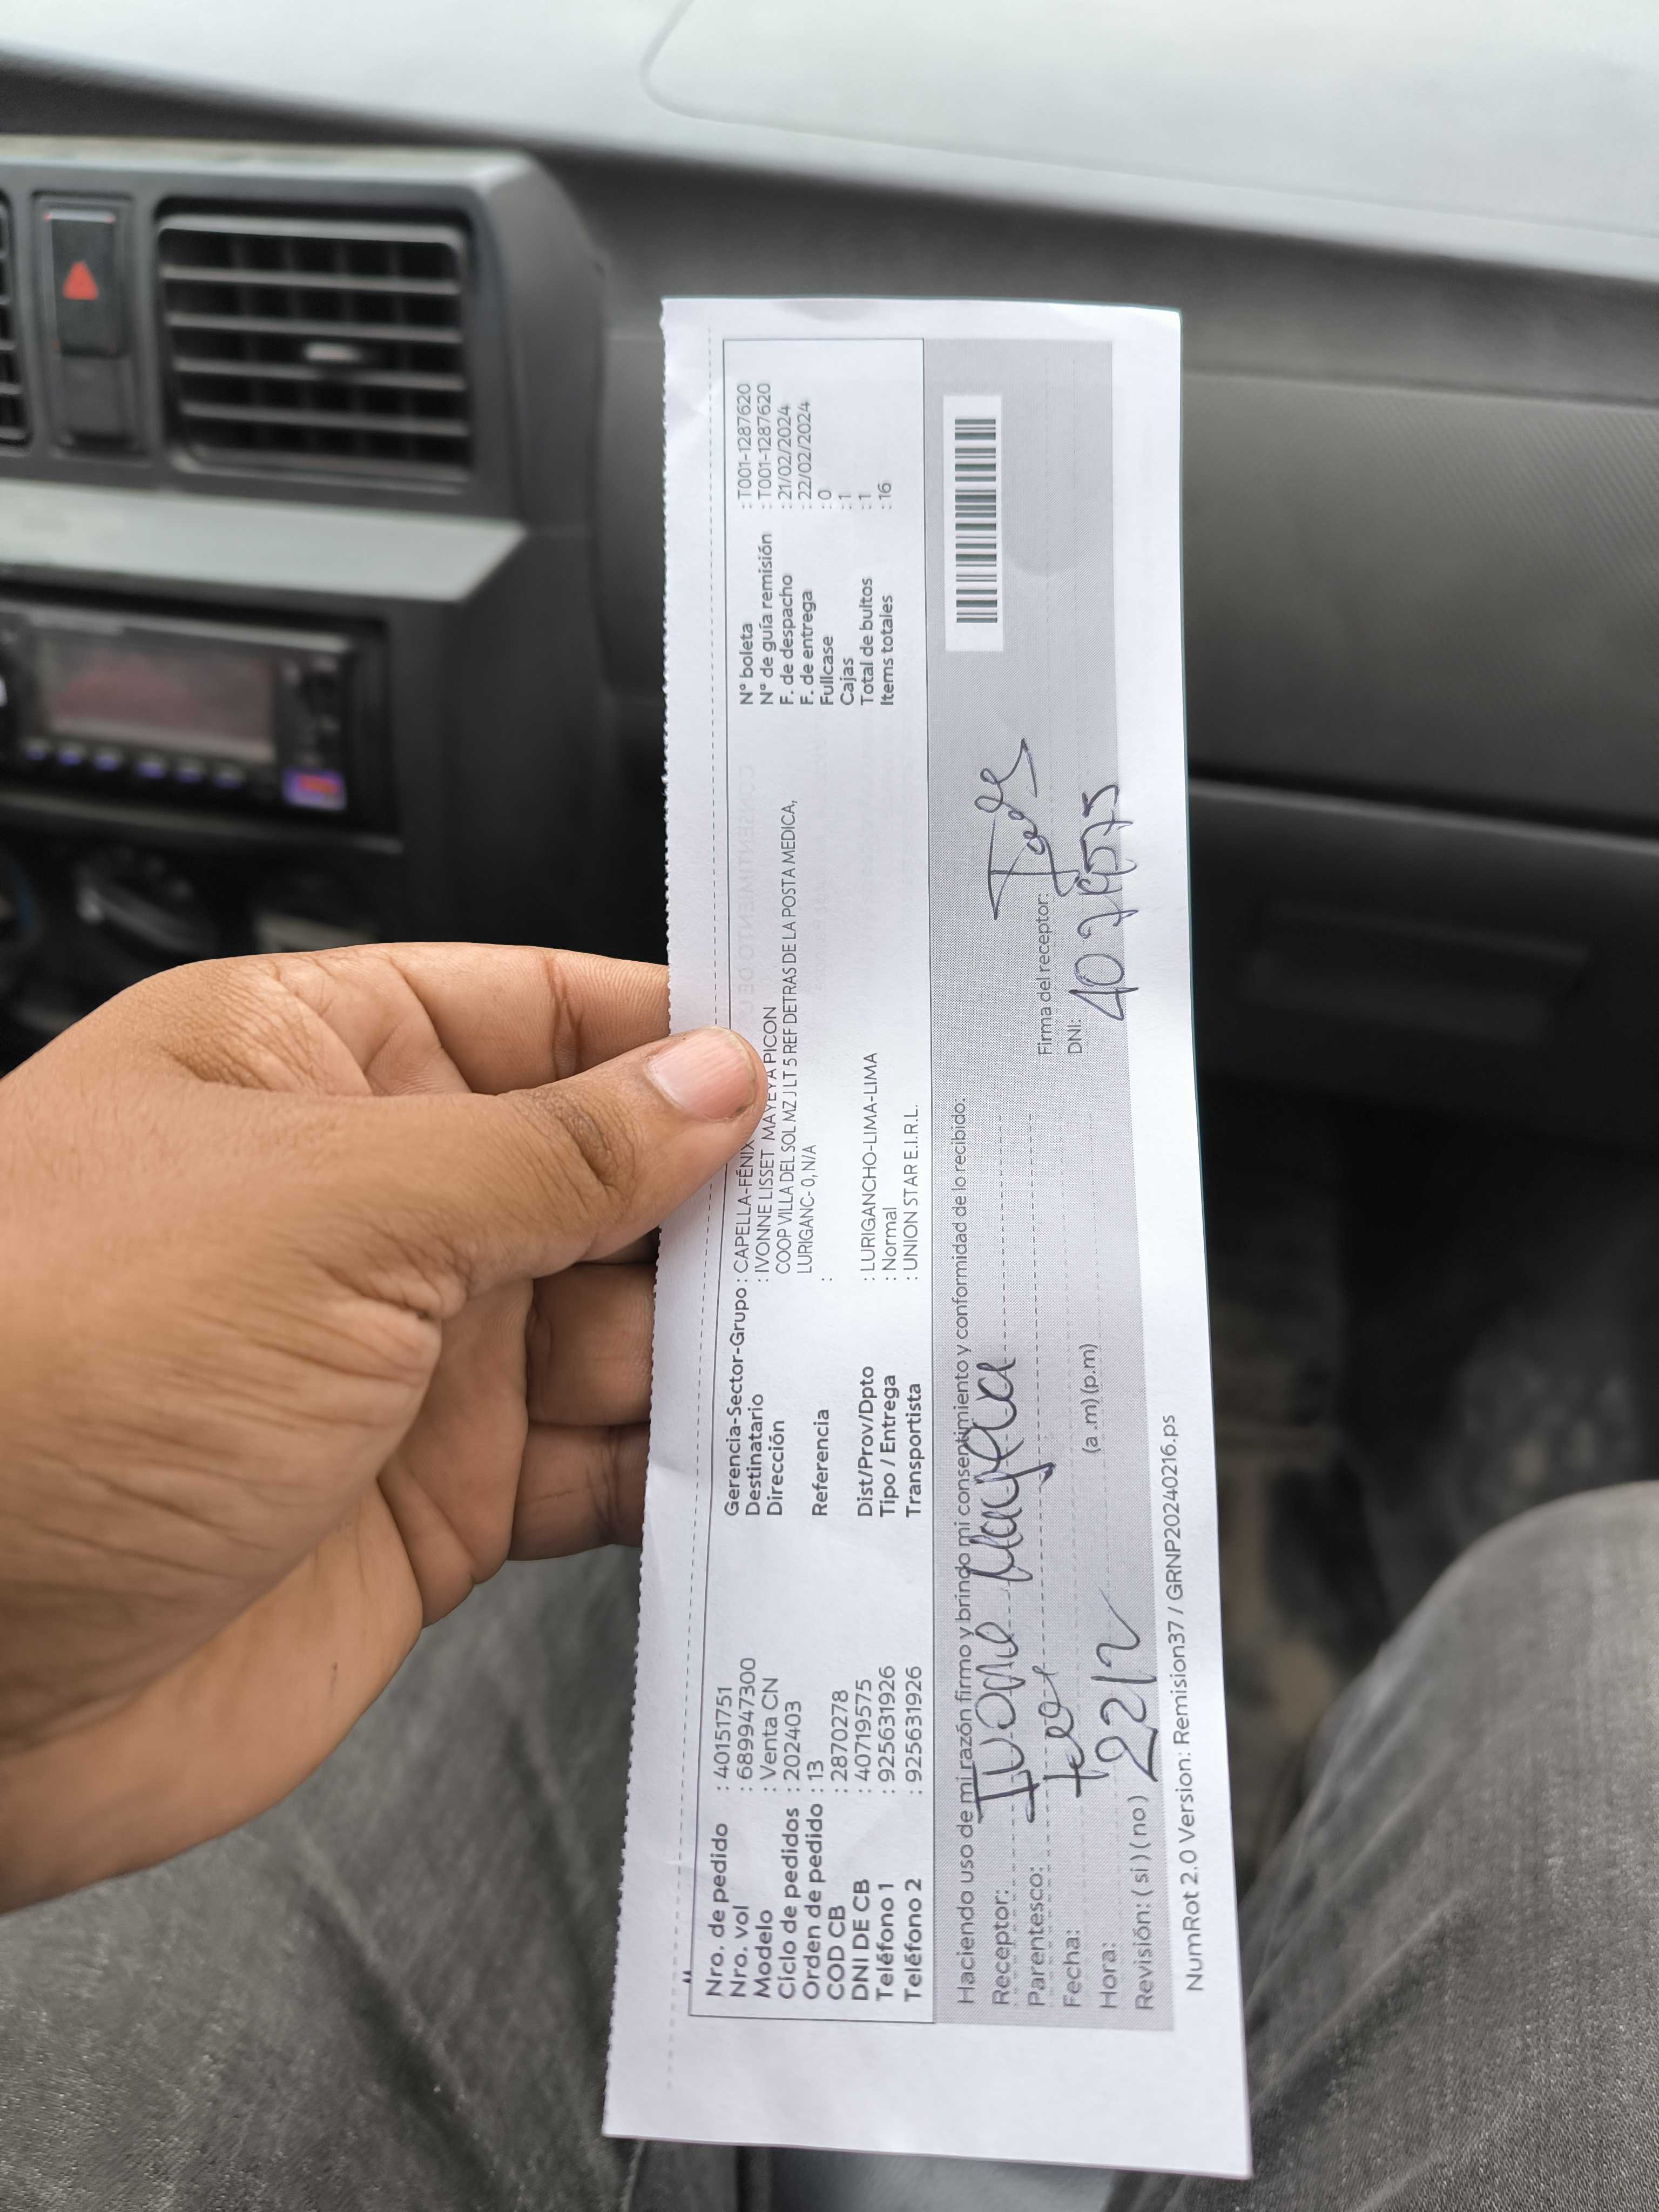 Nro. de pedido : 40151751
Nro. vol : 689947300
Modelo : Venta CN
Ciclo de pedidos : 202403
Orden de pedido : 13
COD CB : 2870278
DNI DE CB : 40719575
Teléfono 1 : 925631926
Teléfono 2 : 925631926
Gerencia-Sector-Grupo : CAPELLA-FÉNIX
Destinatario : IVONNE LISSET MAYEYA PICON
Dirección COOP VILLA DEL SOL MZ J LT 5 REF DETRAS DE LA POSTA MEDICA,
LURIGANC- 0, N/A
Referencia :
Dist/Prov/Dpto : LURIGANCHO-LIMA-LIMA
Tipo / Entrega : Normal
Transportista : UNION STAR E.I.R.L.
N° boleta : T001-1287620
N° de guía remisión : T001-1287620
F. de despacho : 21/02/2024
F. de entrega : 22/02/2024
Fullcase : 0
Cajas : 1
Total de bultos : 1
Items totales : 16
Haciendo uso de mi razón firmo y brindo mi consentimiento y conformidad de lo recibido:
Receptor:
Parentesco:
Fecha:
Hora: (a .m) (p.m)
Revisión: ( si ) ( no )
22/2
Firma del receptor:
DNI: 40719575
NumRot 2.0 Version: Remision37 / GRNP20240216.ps